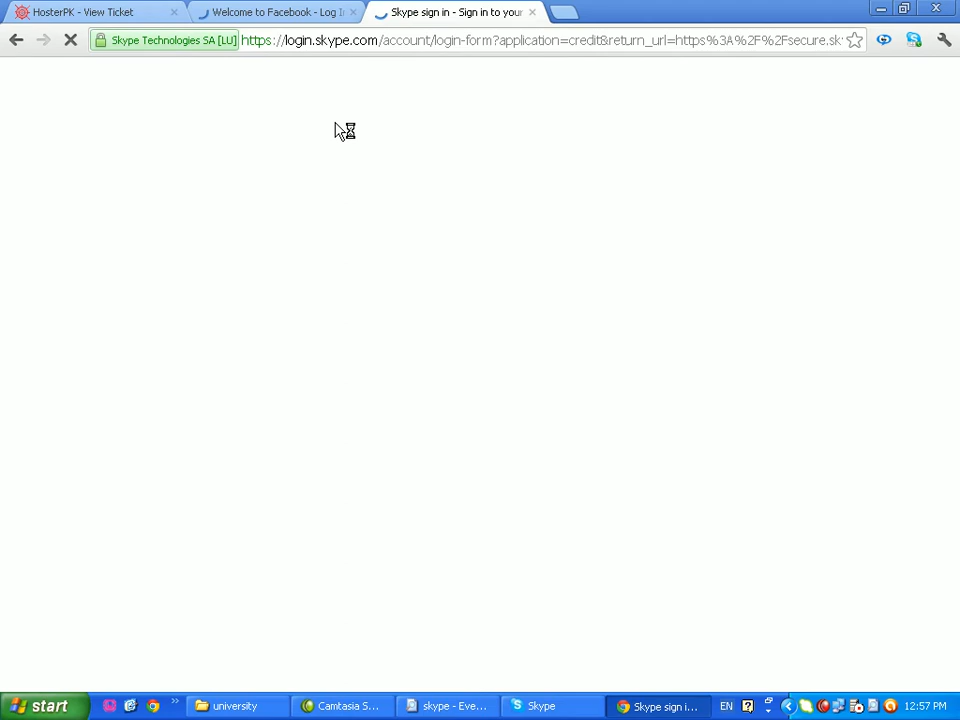 HosterPK - View Ticket
Welcome to Facebook - Log I
Skype sign in - Sign in to your
Skype Technologies SA [LU]
https://login.skype.com/account/login-form?application=credit&return_url=https%3A%2F%2Fsecure.sk
start
university
Camtasia S...
skype - Eve...
Skype
Skype sign i...
EN
12:57 PM